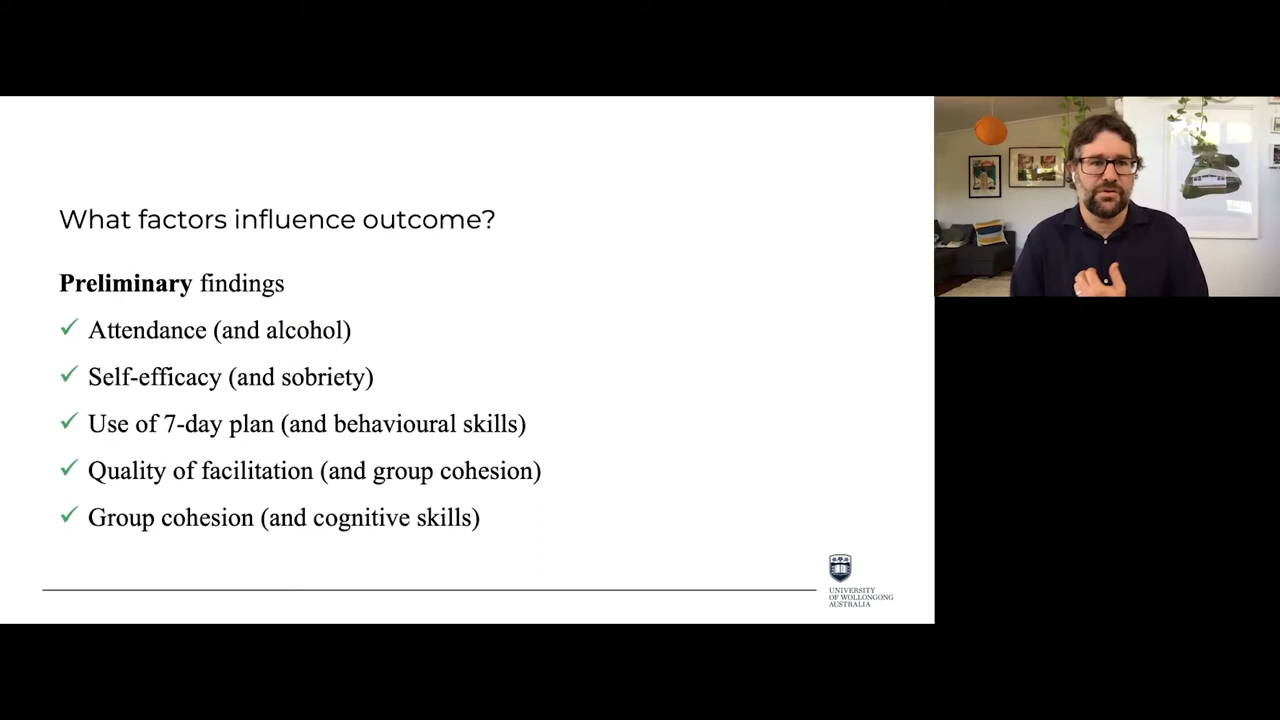 What factors influence outcome?
Preliminary findings
✓ Attendance (and alcohol)
✓ Self-efficacy (and sobriety)
✓ Use of 7-day plan (and behavioural skills)
✓ Quality of facilitation (and group cohesion)
✓ Group cohesion (and cognitive skills)
UNIVERSITY
OF WOLLONGONG
AUSTRALIA